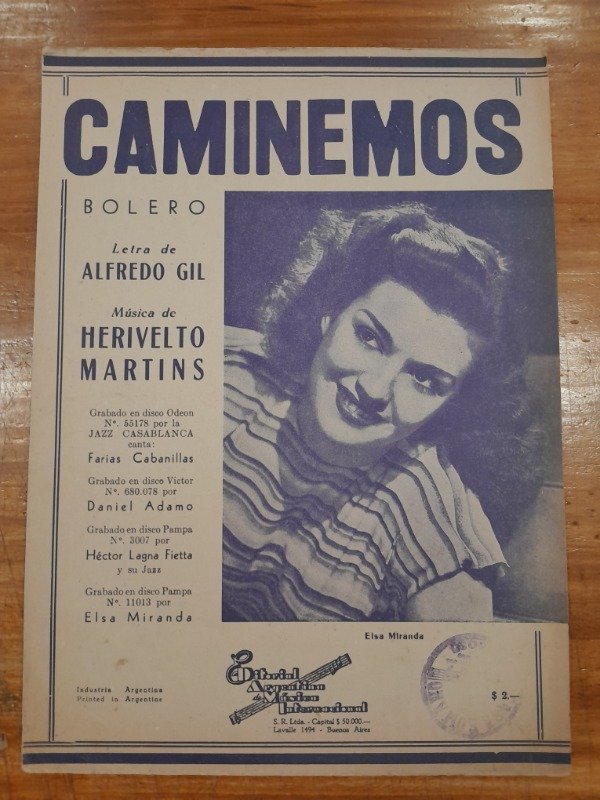 CAMINEMOS
BOLERO
Letra de
ALFREDO GIL
Música de
HERIVELTO
MARTINS
Grabado en disco Odeon
Nº. 55178 por la
JAZZ CASABLANCA
canta:
Farias Cabanillas
Grabado en disco Victor
Nº. 680.078 por
Daniel Adamo
Grabado en disco Pampa
Nº. 3007 por
Héctor Lagna Fietta
y su Jazz
Grabado en disco Pampa
Nº. 11013 por
Elsa Miranda
Elsa Miranda
Editorial
Argentina
de Música
Internacional
S. R. Ltda. - Capital $ 50.000.—
Lavalle 1494 - Buenos Aires
Industria Argentina
Printed in Argentine
$ 2.—